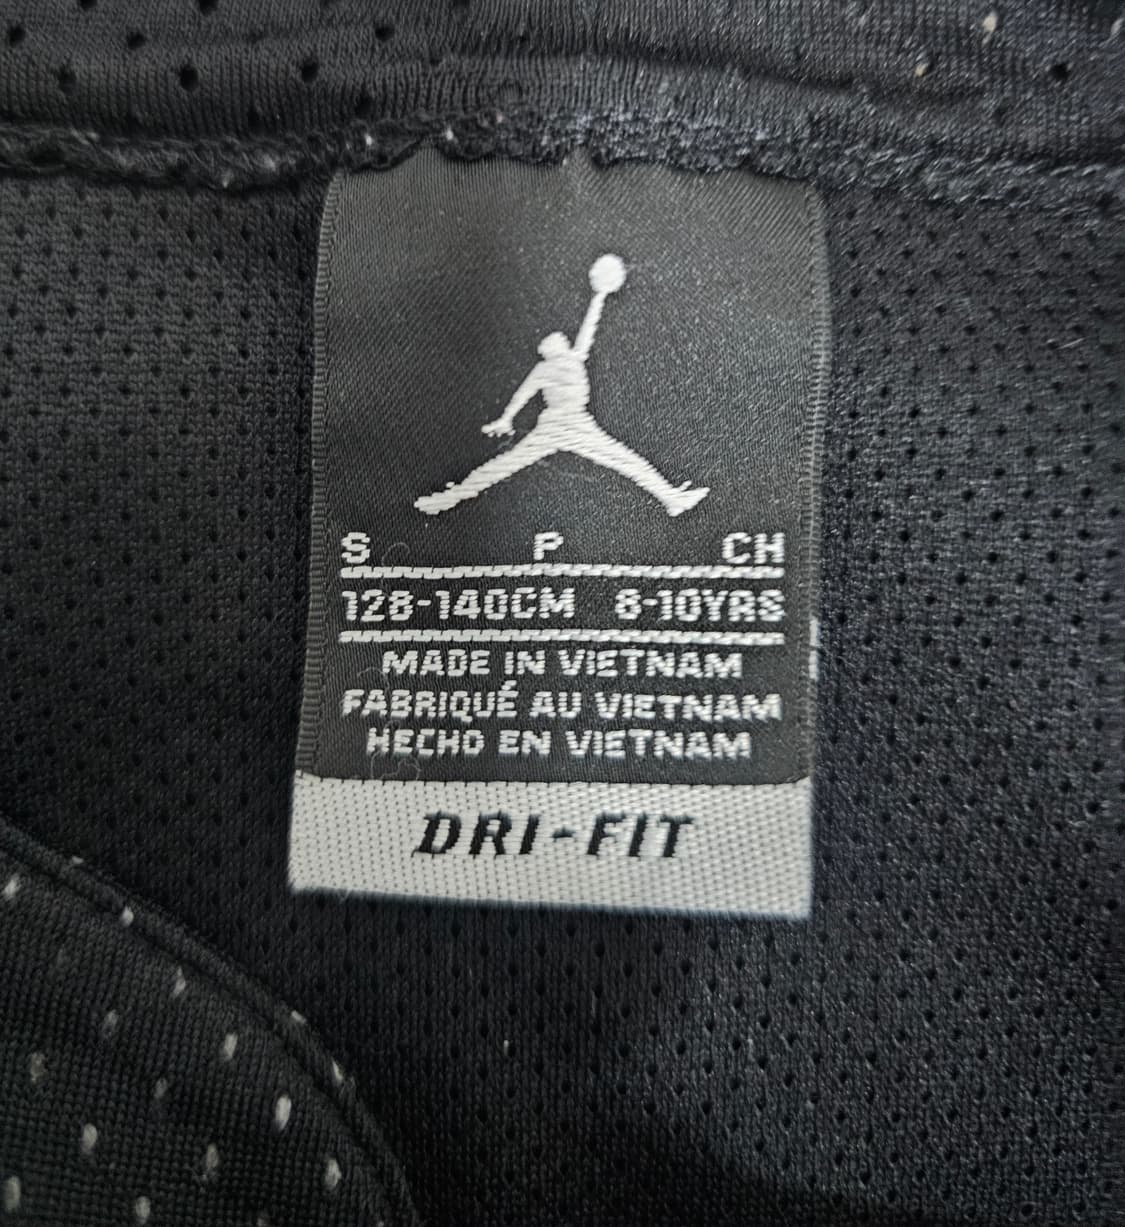 S P CH
128-140CM 8-10YRS
MADE IN VIETNAM
FABRIQUÉ AU VIETNAM
HECHO EN VIETNAM
DRI-FIT